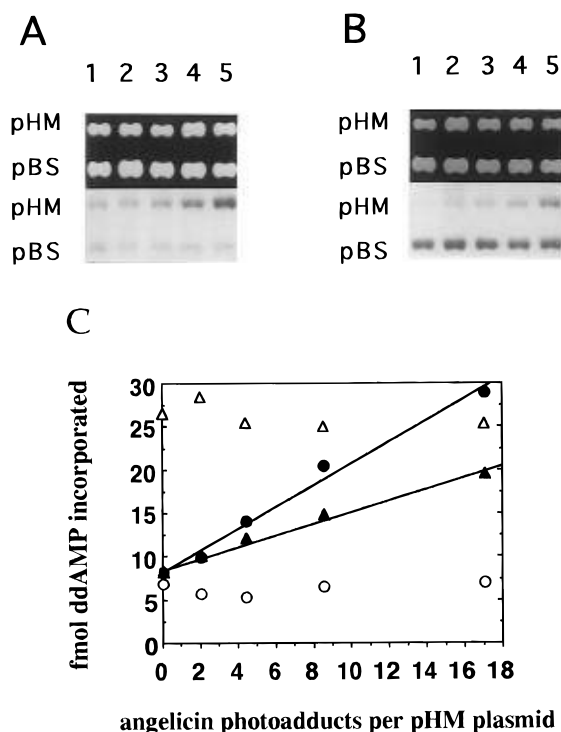 A
1 2 3 4 5
pHM
pBS
pHM
pBS
B
1 2 3 4 5
pHM
pBS
pHM
pBS
C
fmol ddAMP incorporated
30
25
20
15
10
5
0
0 2 4 6 8 10 12 14 16 18
angelicin photoadducts per pHM plasmid